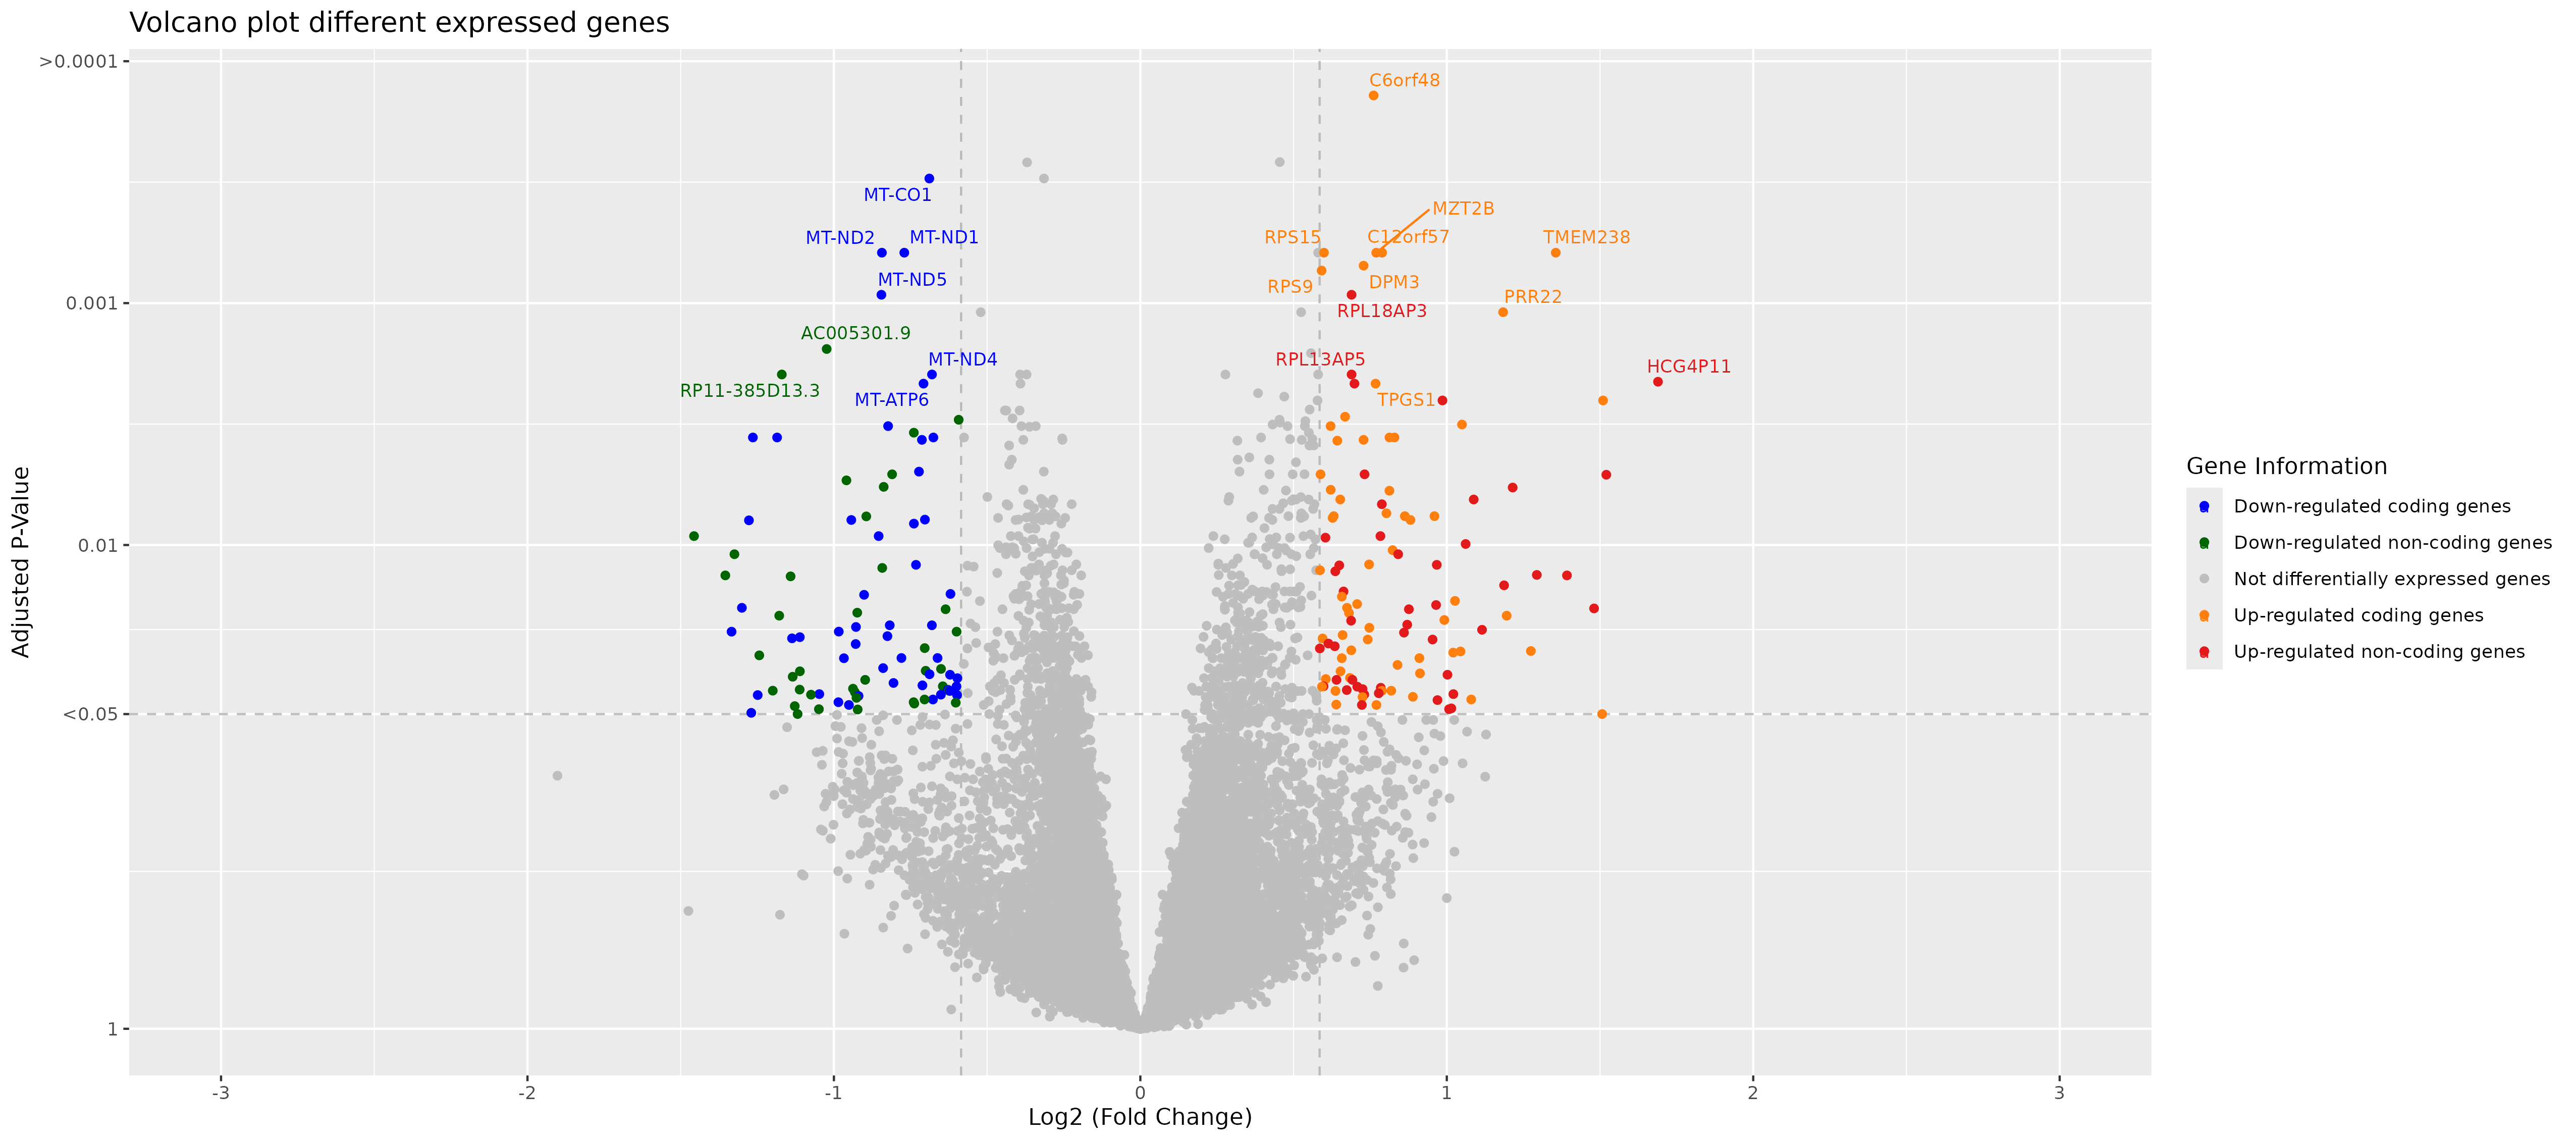 Volcano plot different expressed genes
>0.0001
C6orf48
MT-CO1
MZT2B
MT-ND2
MT-ND1
RPS15
C12orf57
TMEM238
MT-ND5
RPS9
DPM3
PRR22
0.001
RPL18AP3
AC005301.9
MT-ND4
RPL13AP5
HCG4P11
RP11-385D13.3
MT-ATP6
TPGS1
Adjusted P-Value
0.01
<0.05
1
-3
-2
-1
0
1
2
3
Log2 (Fold Change)
Gene Information
Down-regulated coding genes
Down-regulated non-coding genes
Not differentially expressed genes
Up-regulated coding genes
Up-regulated non-coding genes